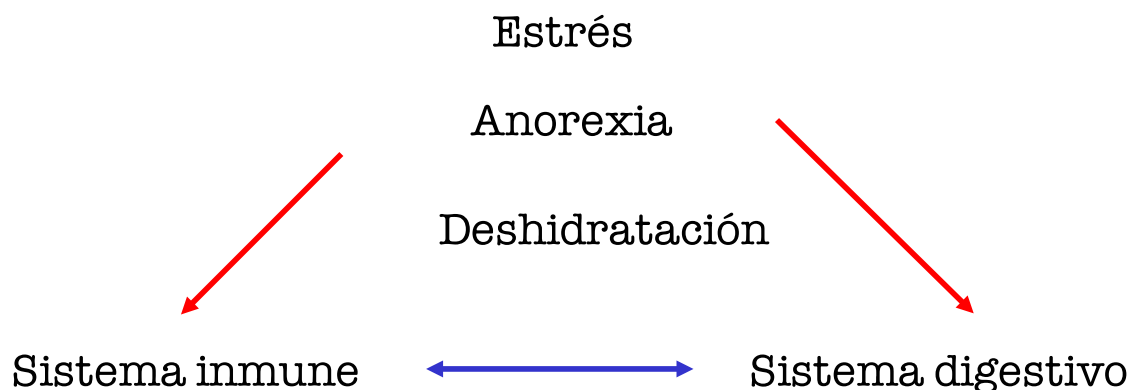 Estrés
Anorexia
Deshidratación
Sistema inmune
Sistema digestivo